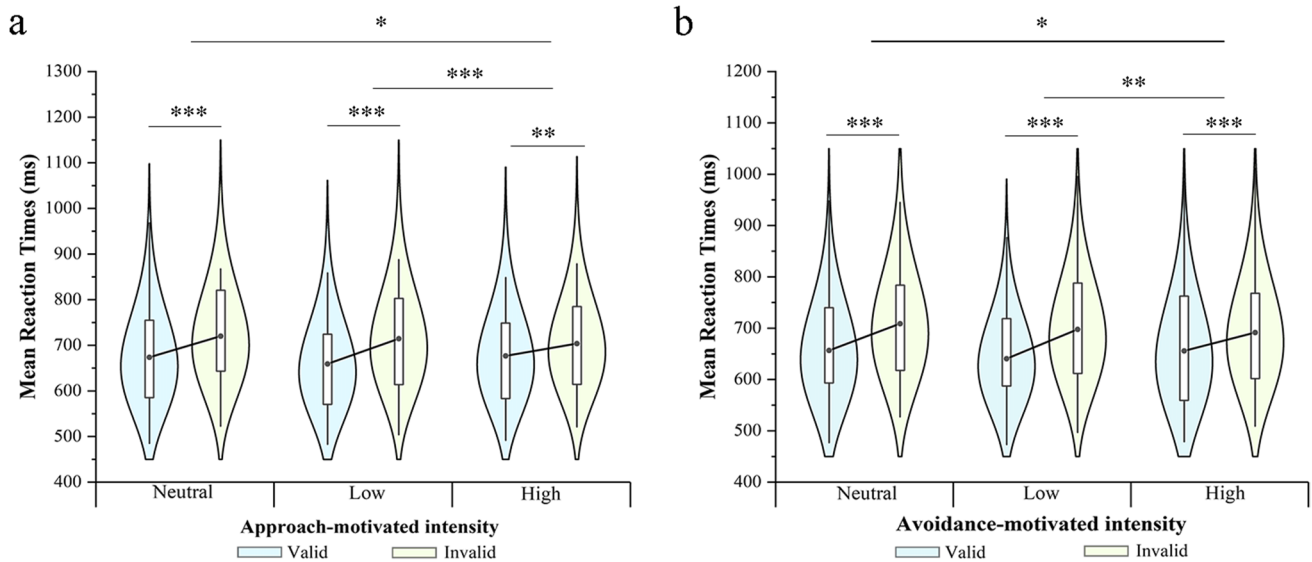 a
*
***
***
***
**
Mean Reaction Times (ms)
1300
1200
1100
1000
900
800
700
600
500
400
Neutral
Low
High
Approach-motivated intensity
Valid
Invalid
b
*
**
***
***
***
Mean Reaction Times (ms)
1200
1100
1000
900
800
700
600
500
400
Neutral
Low
High
Avoidance-motivated intensity
Valid
Invalid